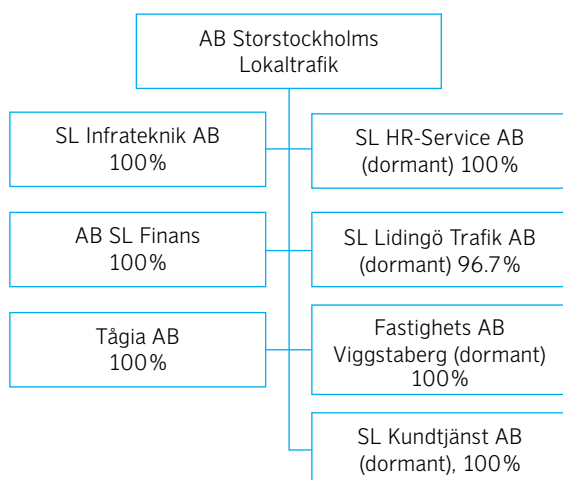 AB Storstockholms
Lokaltrafik
SL Infrateknik AB
100%
SL HR-Service AB
(dormant) 100%
AB SL Finans
100%
SL Lidingö Trafik AB
(dormant) 96.7%
Tågia AB
100%
Fastighets AB
Viggstaberg (dormant)
100%
SL Kundtjänst AB
(dormant), 100%